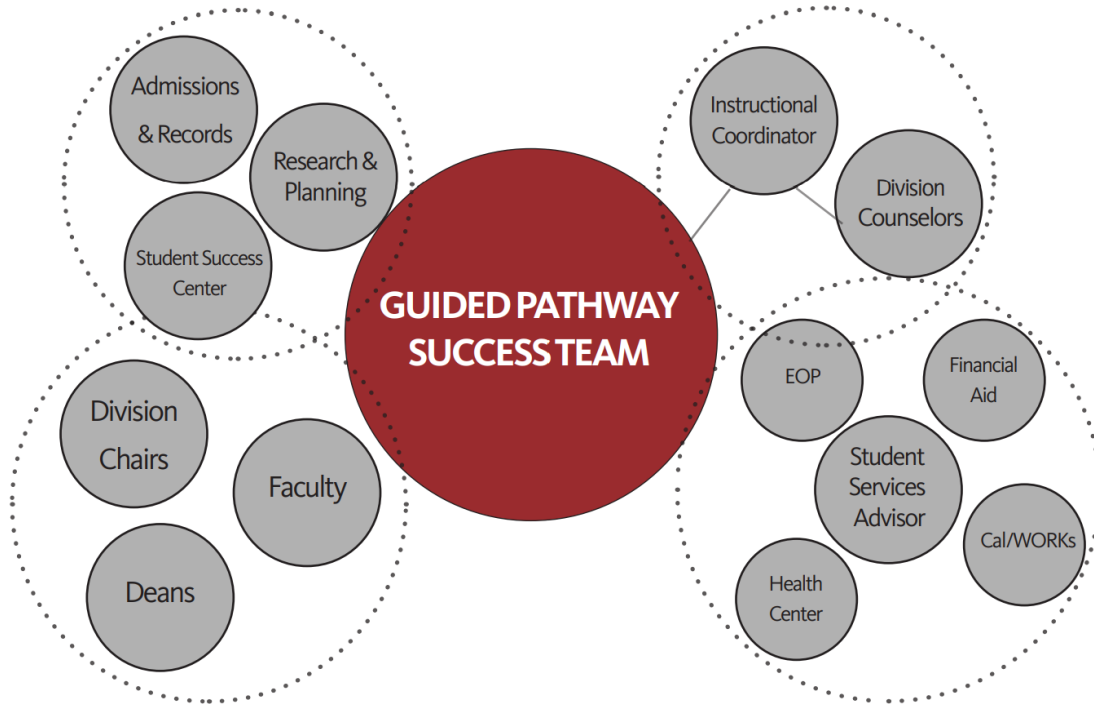 Admissions
& Records
Research &
Planning
Student Success
Center
Instructional
Coordinator
Division
Counselors
GUIDED PATHWAY
SUCCESS TEAM
Division
Chairs
Faculty
Deans
EOP
Financial
Aid
Student
Services
Advisor
Cal/WORKs
Health
Center